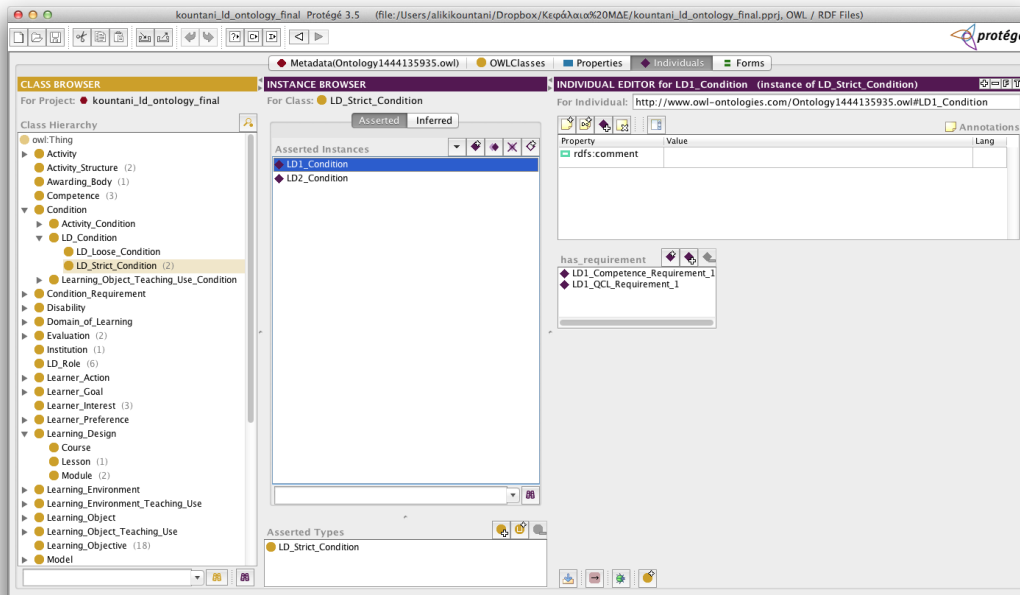 kountani_ld_ontology_final Protégé 3.5 (file:/Users/alikikountani/Dropbox/Κεφάλαια%20ΜΔΕ/kountani_ld_ontology_final.pprj, OWL / RDF Files)
protégé
Metadata(Ontology1444135935.owl) OWLClasses Properties Individuals Forms
CLASS BROWSER
For Project: kountani_ld_ontology_final
Class Hierarchy
owl:Thing
Activity
Activity_Structure (2)
Awarding_Body (1)
Competence (3)
Condition
Activity_Condition
LD_Condition
LD_Loose_Condition
LD_Strict_Condition (2)
Learning_Object_Teaching_Use_Condition
Condition_Requirement
Disability
Domain_of_Learning
Evaluation (2)
Institution (1)
LD_Role (6)
Learner_Action
Learner_Goal
Learner_Interest (3)
Learner_Preference
Learning_Design
Course
Lesson (1)
Module (2)
Learning_Environment
Learning_Environment_Teaching_Use
Learning_Object
Learning_Object_Teaching_Use
Learning_Objective (18)
Model
INSTANCE BROWSER
For Class: LD_Strict_Condition
Asserted Inferred
Asserted Instances
LD1_Condition
LD2_Condition
Asserted Types
LD_Strict_Condition
INDIVIDUAL EDITOR for LD1_Condition (instance of LD_Strict_Condition)
For Individual: http://www.owl-ontologies.com/Ontology1444135935.owl#LD1_Condition
Annotations
Property Value Lang
rdfs:comment
has_requirement
LD1_Competence_Requirement_1
LD1_QCL_Requirement_1